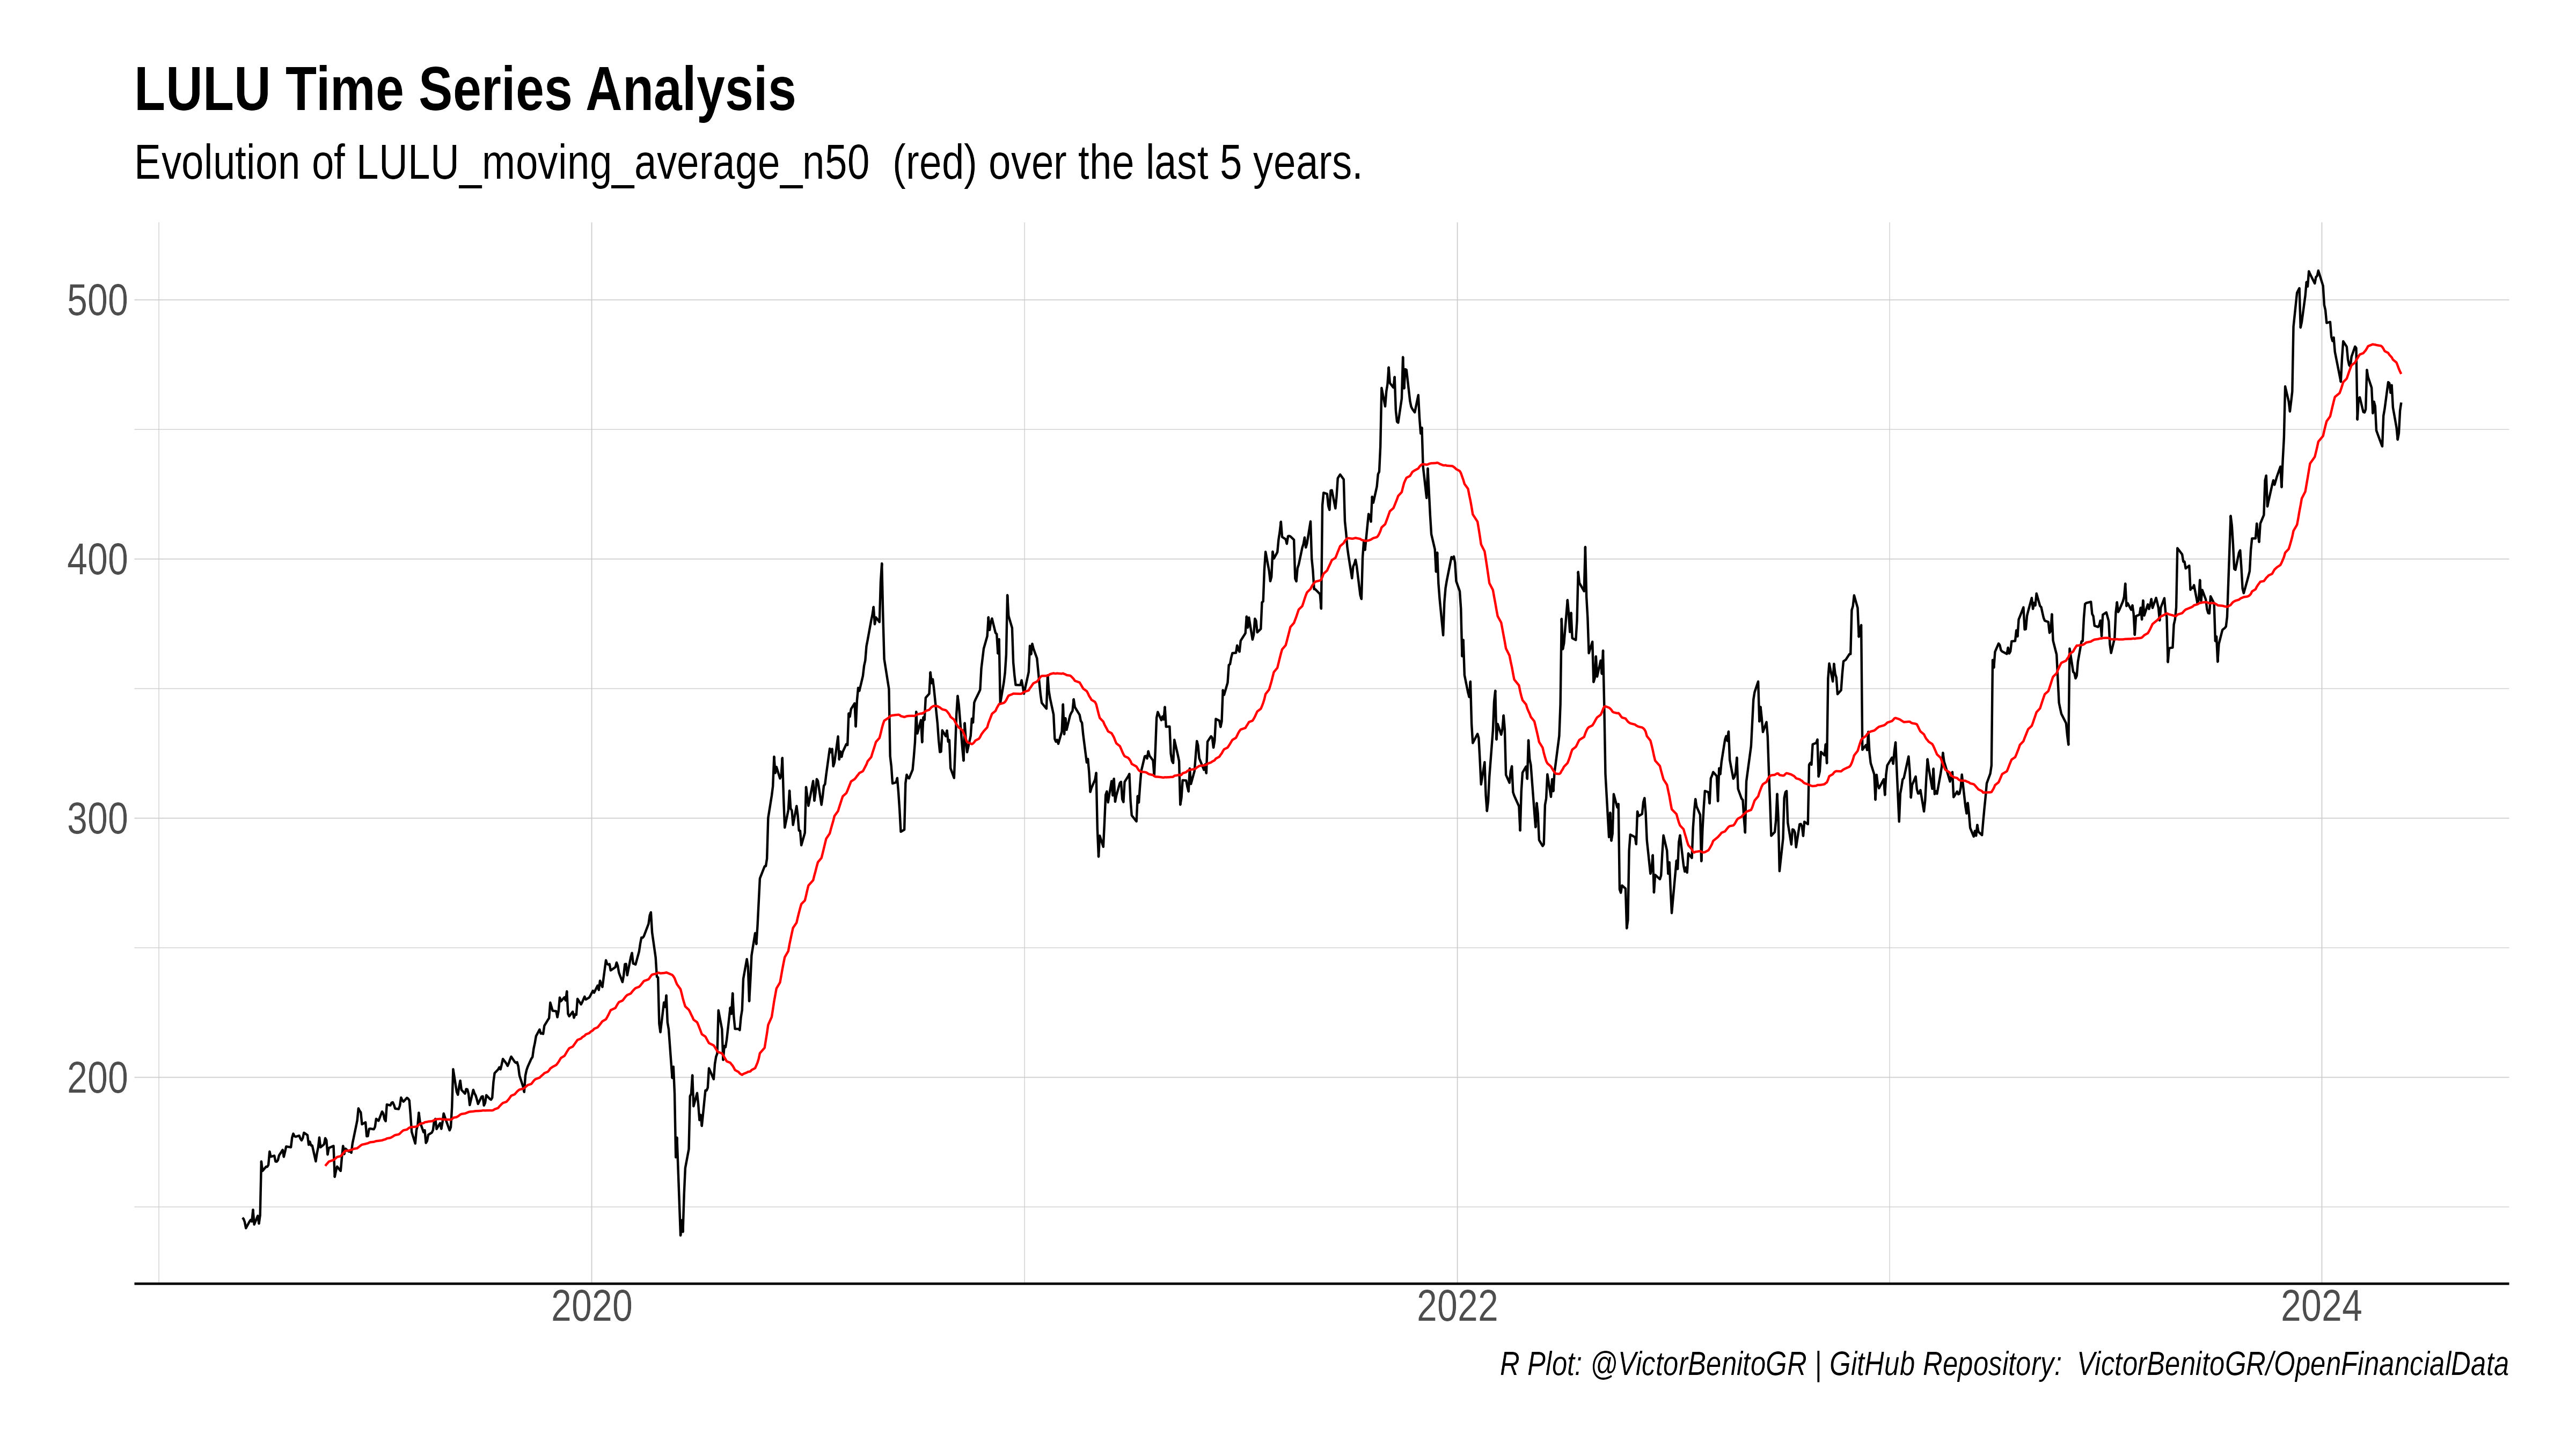 LULU Time Series Analysis
Evolution of LULU_moving_average_n50  (red) over the last 5 years.
500
400
300
200
2020 2022 2024
R Plot: @VictorBenitoGR | GitHub Repository:  VictorBenitoGR/OpenFinancialData